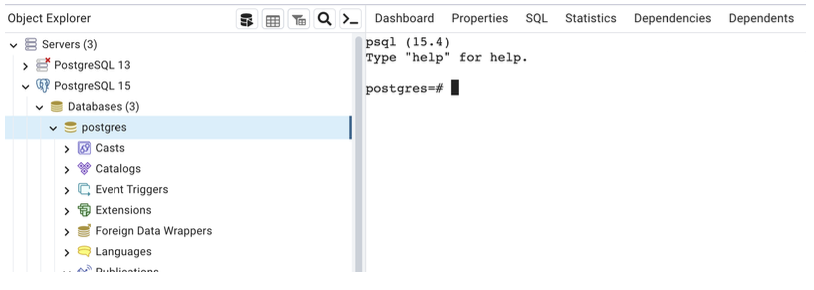 Object Explorer
Dashboard Properties SQL Statistics Dependencies Dependents
Servers (3)
PostgreSQL 13
PostgreSQL 15
Databases (3)
postgres
Casts
Catalogs
Event Triggers
Extensions
Foreign Data Wrappers
Languages
Publications
psql (15.4)
Type "help" for help.
postgres=#